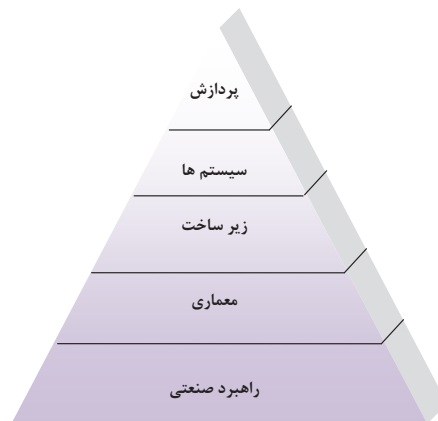 پردازش
سیستم ها
زیر ساخت
معماری
راهبرد صنعتی